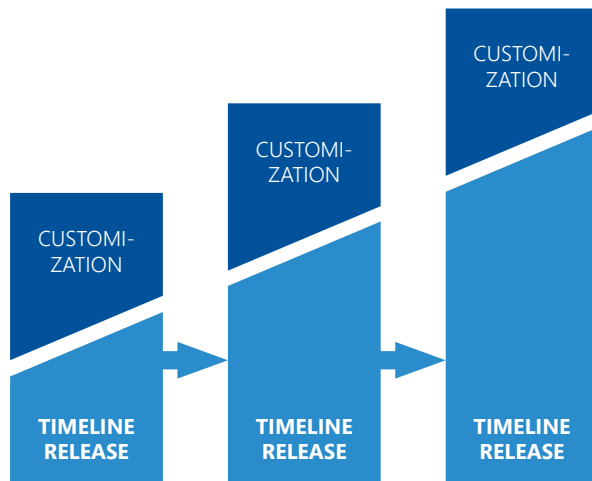 CUSTOMI-
ZATION
TIMELINE
RELEASE
CUSTOMI-
ZATION
TIMELINE
RELEASE
CUSTOMI-
ZATION
TIMELINE
RELEASE